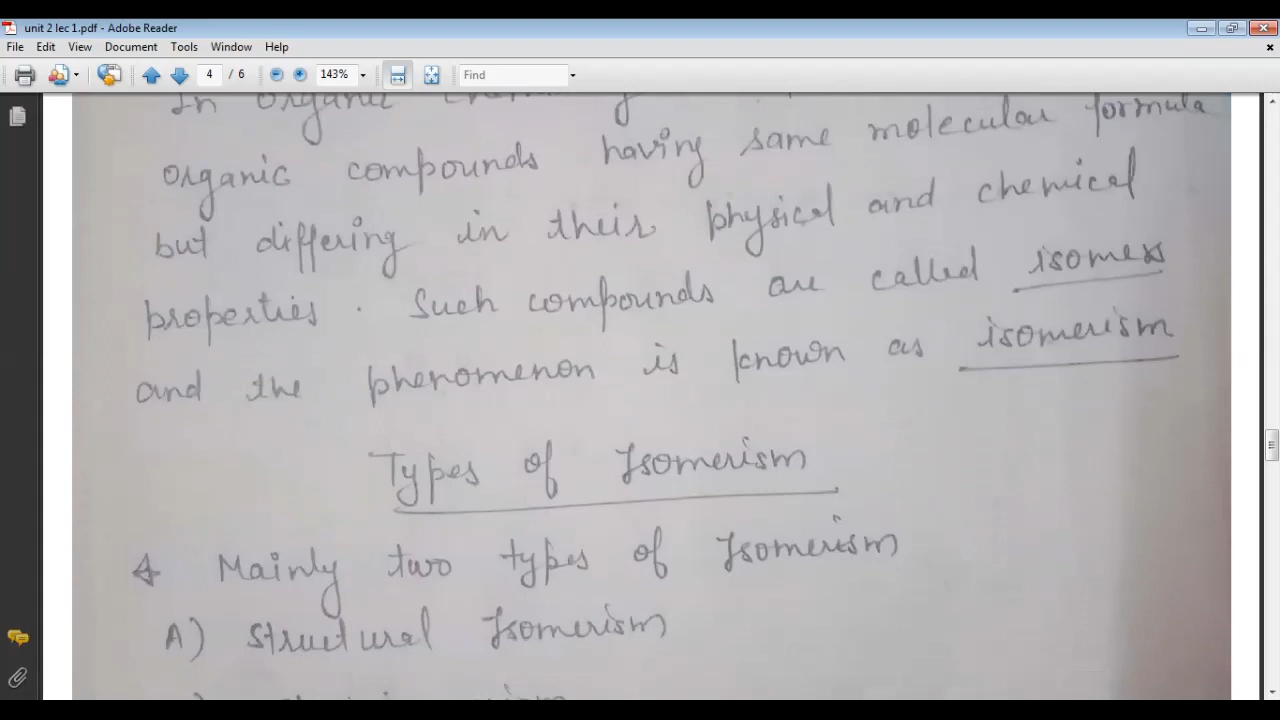 unit 2 lec 1.pdf - Adobe Reader
File Edit View Document Tools Window Help
4 / 6 143% Find
In organic
organic compounds having same molecular formula
but differing in their physical and chemical
properties. Such compounds are called isomers
and the phenomenon is known as isomerism
Types of Isomerism
Mainly two types of Isomerism
A) Structural Isomerism